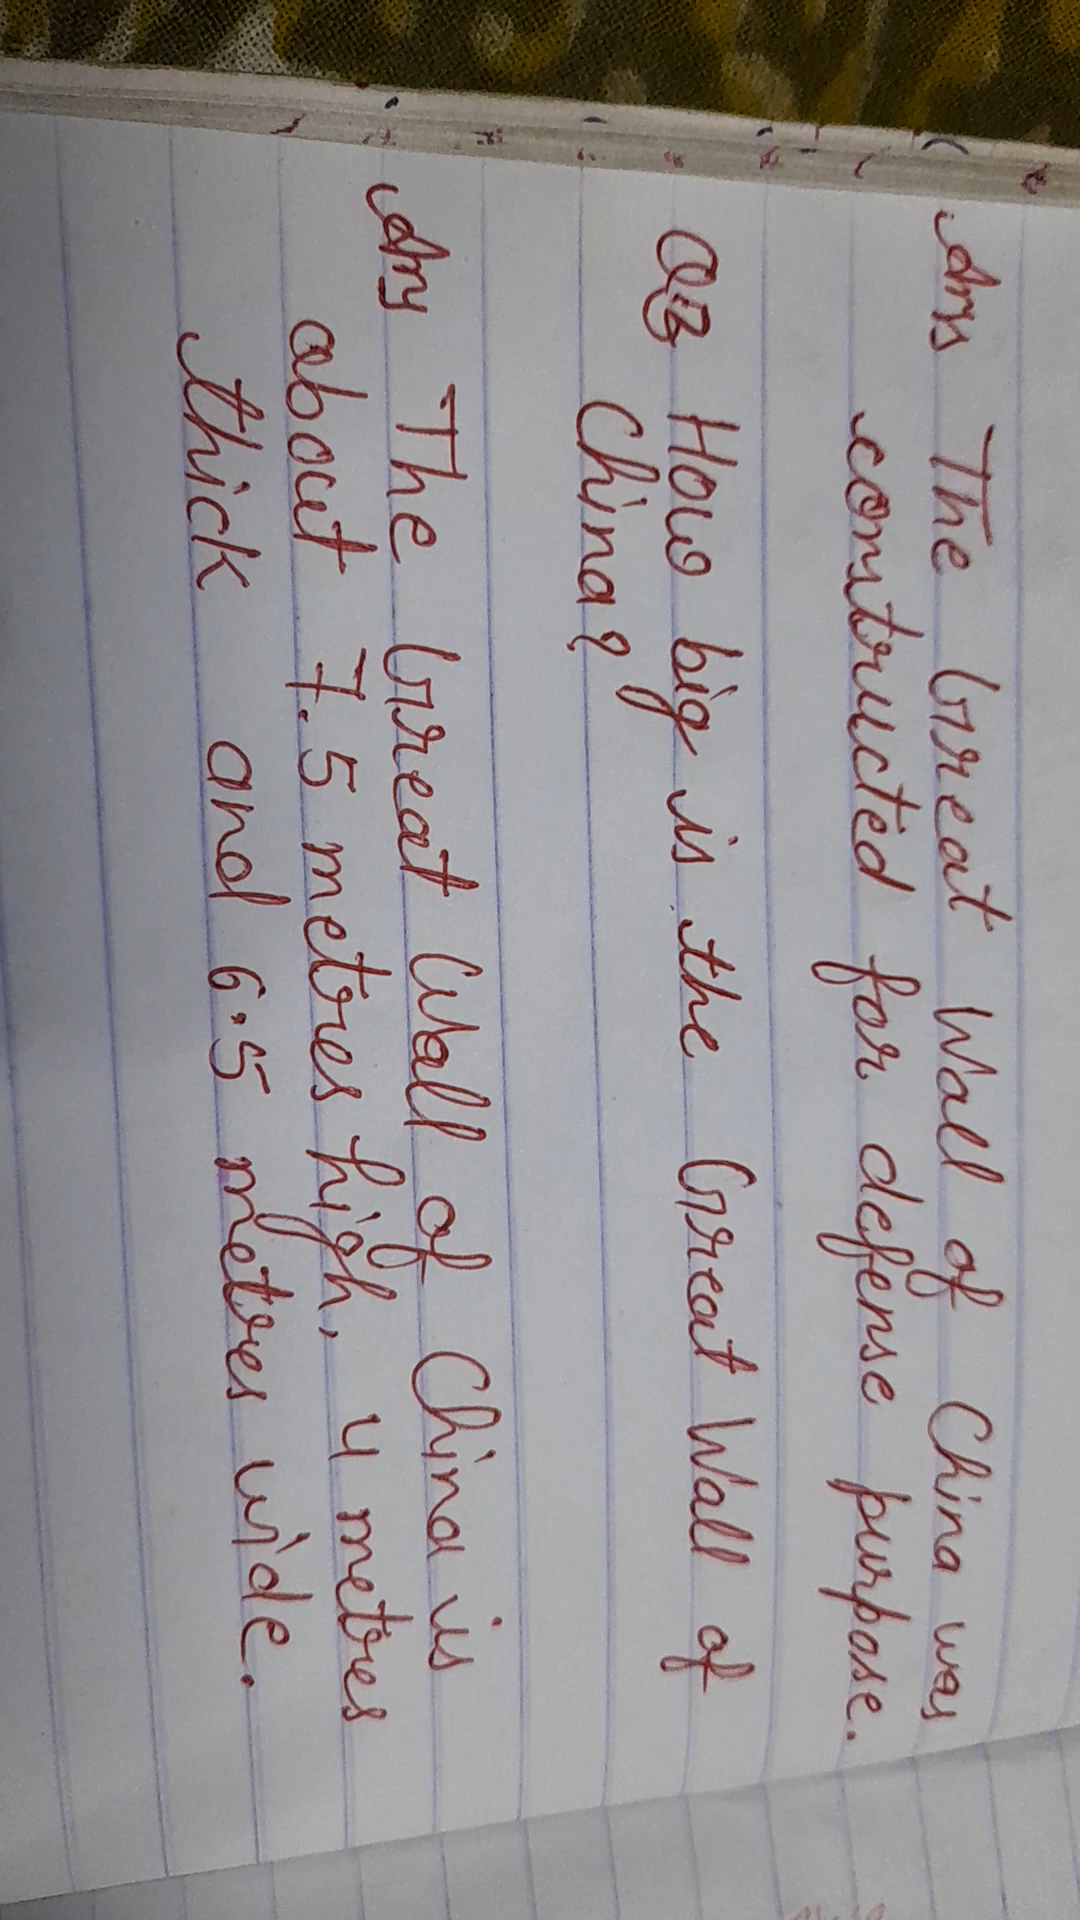 Ans The Great Wall of China was
constructed for defense purpose.
Q3 How big is the Great Wall of
China?
Ans The Great Wall of China is
about 7.5 metres high, 4 metres
thick and 6.5 metres wide.